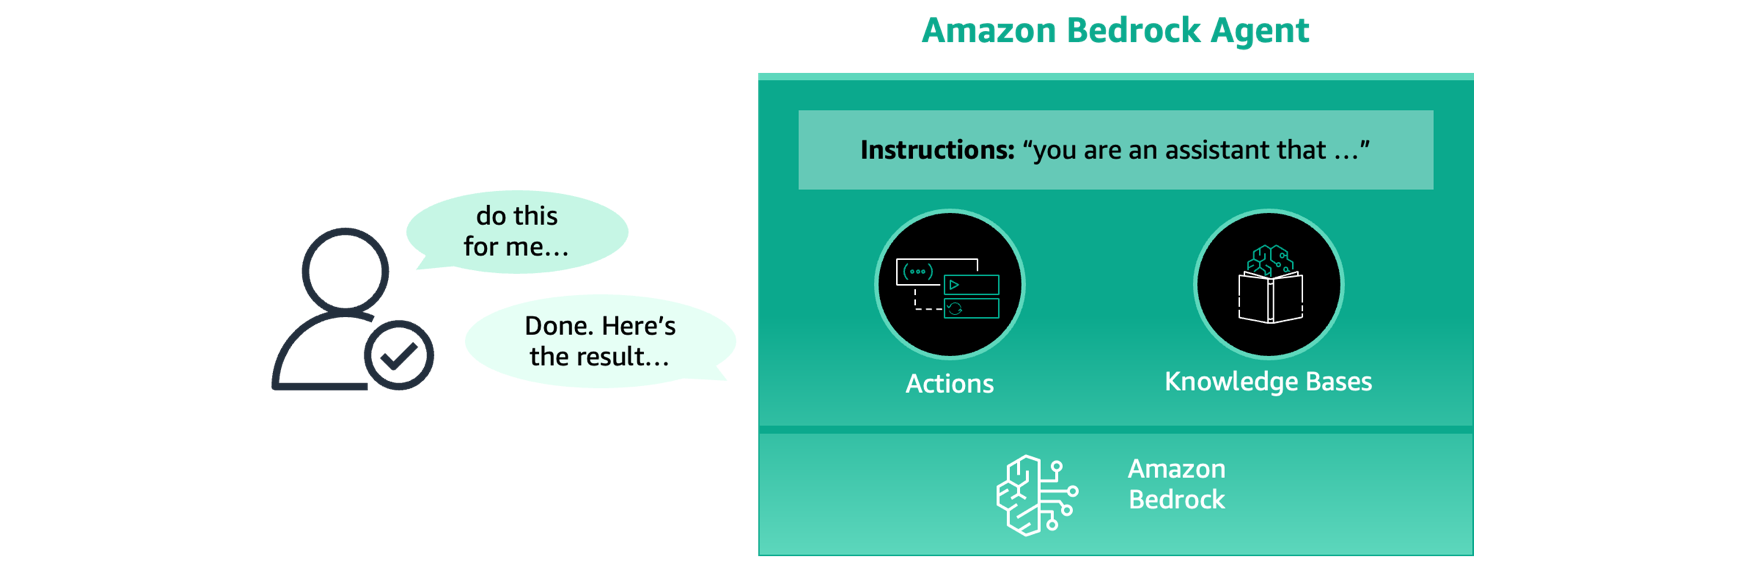 Amazon Bedrock Agent
Instructions: “you are an assistant that …”
do this
for me…
Done. Here’s
the result…
Actions
Knowledge Bases
Amazon
Bedrock